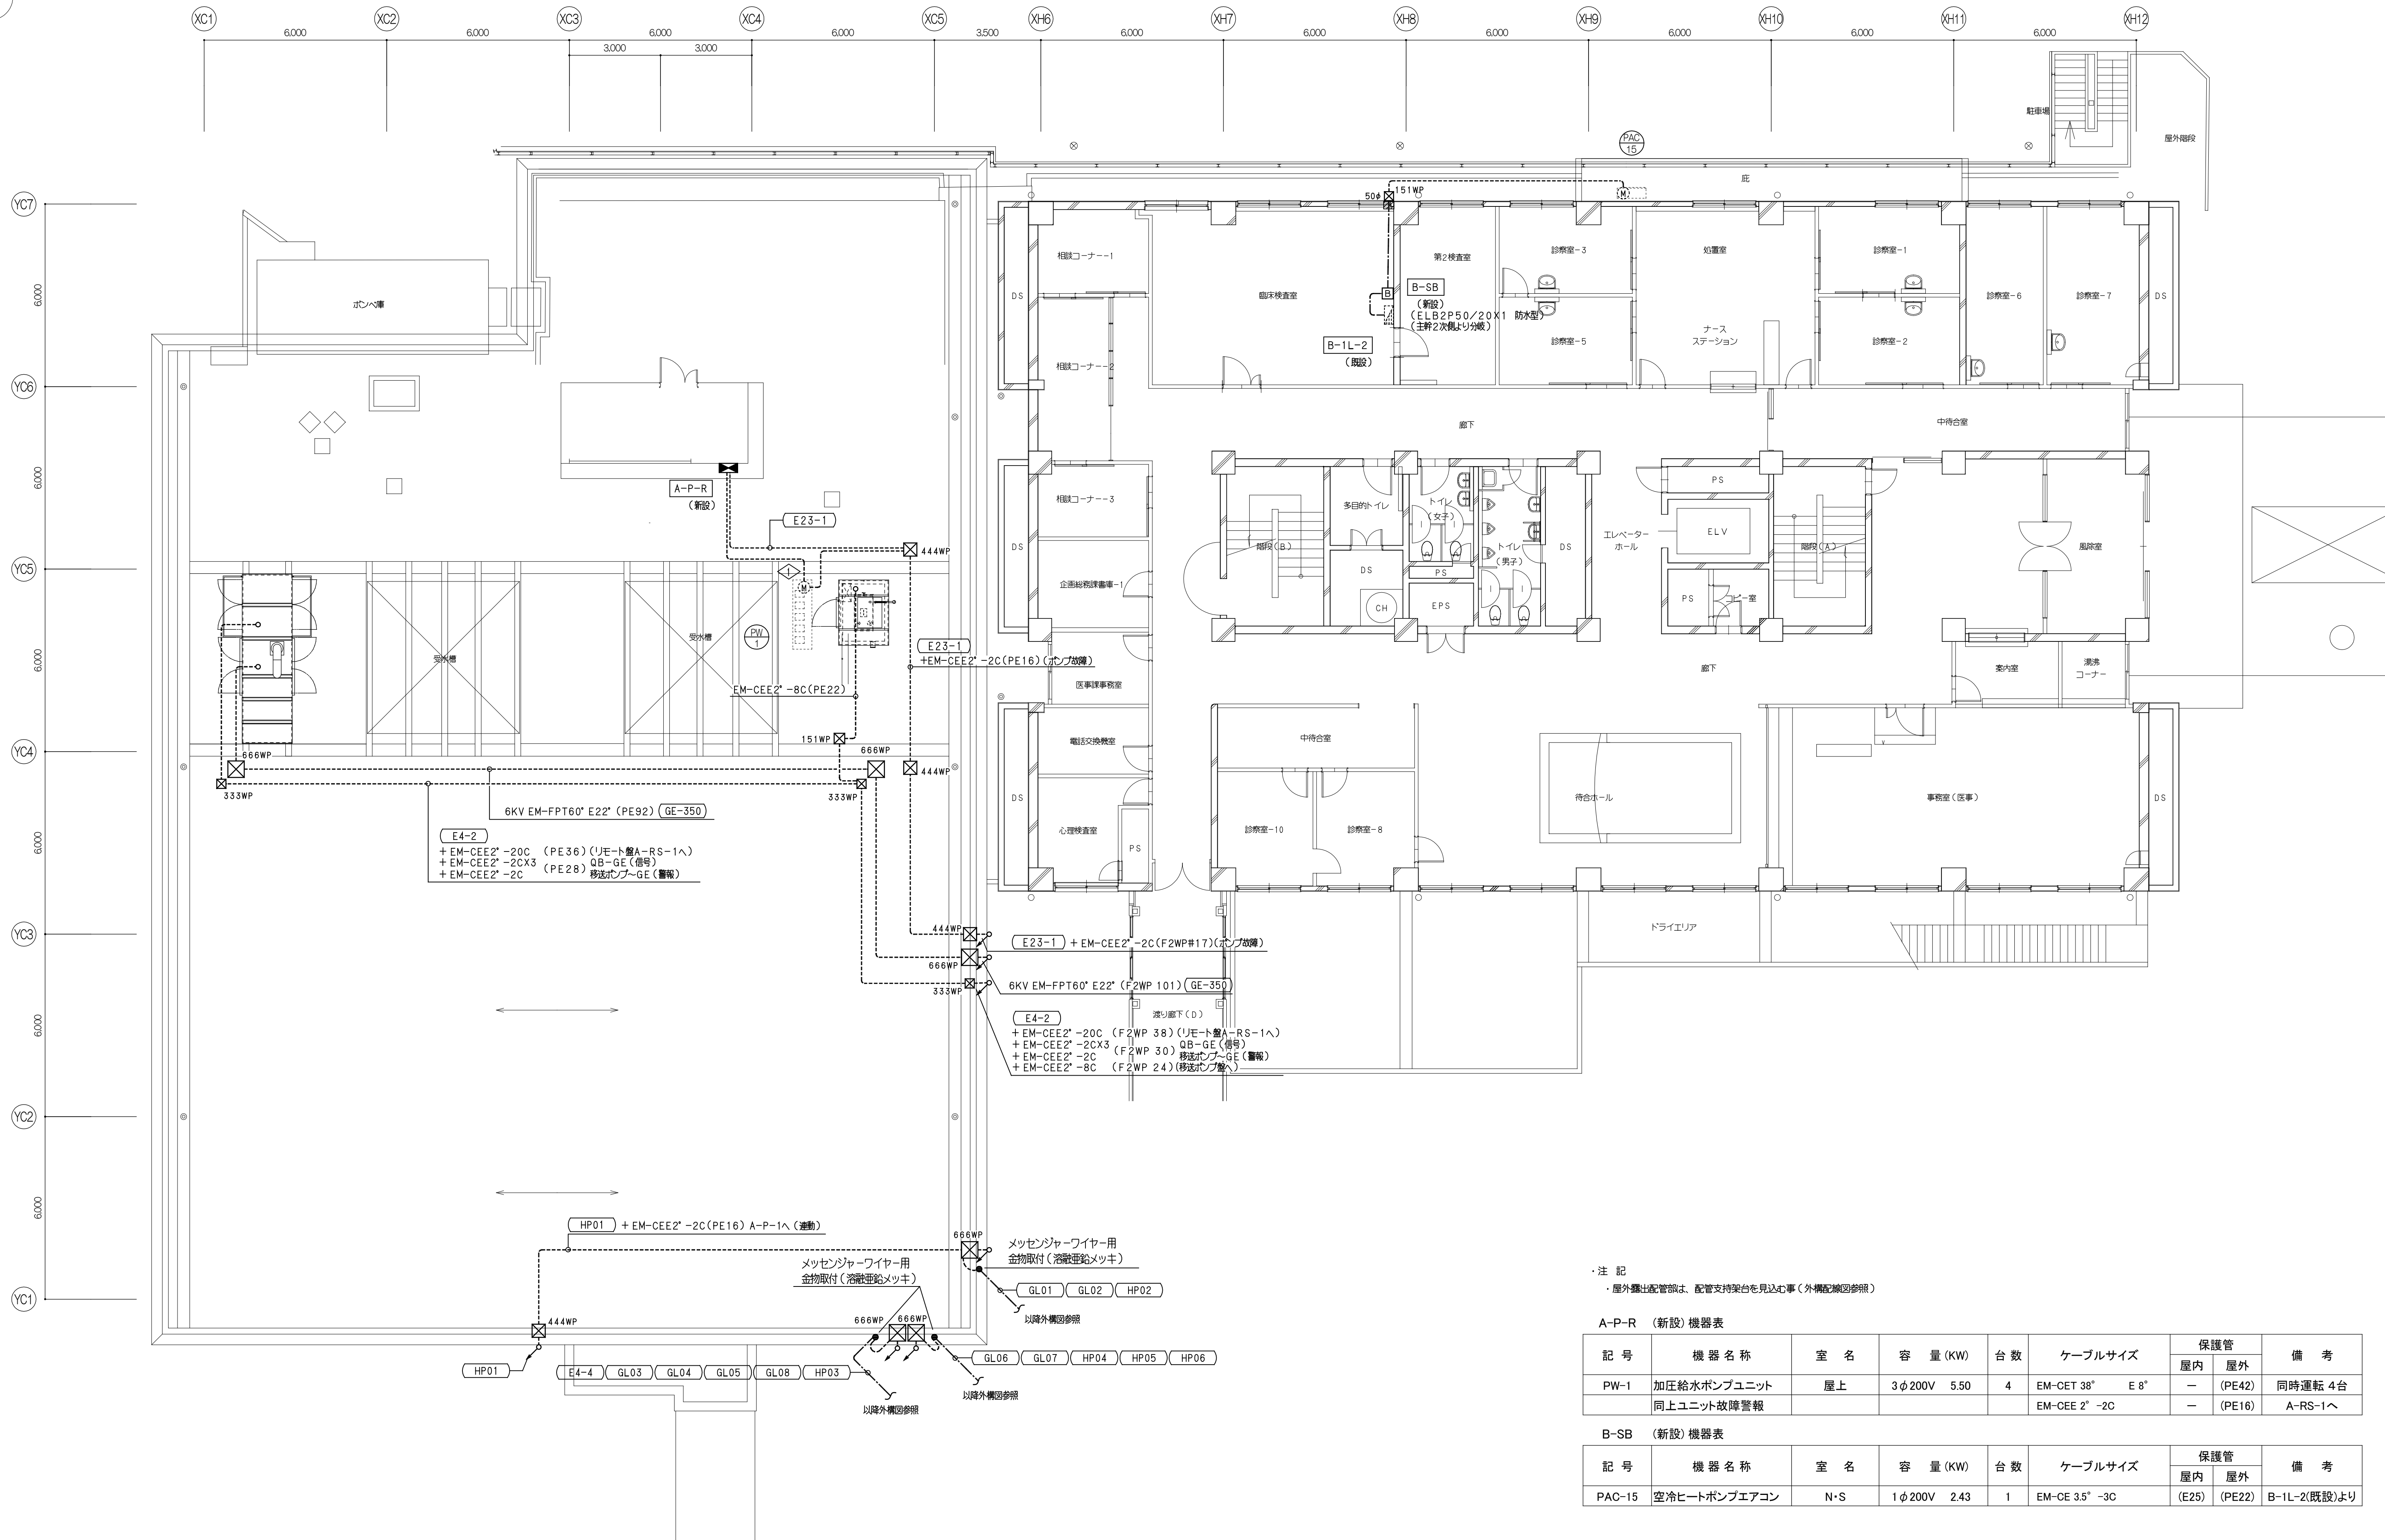 XC1 XC2 XC3 XC4 XC5 XH6 XH7 XH8 XH9 XH10 XH11 XH12
6.000 6.000 6.000 6.000 3.500 6.000 6.000 6.000 6.000 6.000 6.000
3.000 3.000
駐車場
PAC
15
屋外階段
庇
YC7
50φ 151WP
相談コーナー-1
臨床検査室
第2検査室
診察室-3
処置室
診察室-1
DS
診察室-6
診察室-7
DS
6.000
ボンベ庫
B
B-SB
(新設)
(ELB2P50/20X1 防水型)
(主幹2次側より分岐)
B-1L-2
(既設)
診察室-5
ナース
ステーション
診察室-2
相談コーナー-2
YC6
廊下
中待合室
6.000
A-P-R
(新設)
相談コーナー-3
多目的トイレ
トイレ
(女子)
PS
E23-1
444WP
DS
階段(B)
トイレ
(男子)
DS
エレベーター
ホール
ELV
階段(A)
風除室
YC5
M
企画総務課書庫-1
DS
PS
EPS
CH
PS
コピー室
6.000
受水槽
受水槽
PW
1
E23-1
+EM-CEE2°-2C(PE16)(ポンプ故障)
EM-CEE2°-8C(PE22)
医事課事務室
廊下
案内室
湯沸
コーナー
YC4
151WP
666WP
666WP
444WP
333WP
333WP
電話交換機室
中待合室
6KV EM-FPT60° E22° (PE92) GE-350
DS
待合ホール
事務室(医事)
DS
6.000
E4-2
+EM-CEE2°-20C (PE36)(リモート盤A-RS-1へ)
+EM-CEE2°-2CX3 QB-GE(信号)
(PE28)
+EM-CEE2°-2C 移送ポンプ~GE(警報)
心理検査室
診察室-10
診察室-8
PS
YC3
444WP
E23-1 +EM-CEE2°-2C(F2WP#17)(ポンプ故障)
ドライエリア
666WP
6KV EM-FPT60° E22° (F2WP 101) GE-350
333WP
6.000
渡り廊下(D)
E4-2
+EM-CEE2°-20C (F2WP 38)(リモート盤A-RS-1へ)
+EM-CEE2°-2CX3 QB-GE(信号)
(F2WP 30)
+EM-CEE2°-2C 移送ポンプ~GE(警報)
+EM-CEE2°-8C (F2WP 24)(移送ポンプ盤へ)
YC2
6.000
HP01 +EM-CEE2°-2C(PE16) A-P-1へ(連動)
666WP
メッセンジャーワイヤー用
金物取付(溶融亜鉛メッキ)
メッセンジャーワイヤー用
金物取付(溶融亜鉛メッキ)
GL01 GL02 HP02
以降外構図参照
YC1
444WP
666WP 666WP
HP01
E4-4 GL03 GL04 GL05 GL08 HP03
GL06 GL07 HP04 HP05 HP06
以降外構図参照
以降外構図参照
・注 記
・屋外露出配管部は、配管支持架台を見込む事(外構配線図参照)
A-P-R (新設)機器表
記 号 機 器 名 称 室 名 容 量(KW) 台 数 ケーブルサイズ 保護管 屋内 屋外 備 考
PW-1 加圧給水ポンプユニット 屋上 3φ200V 5.50 4 EM-CET 38° E 8° — (PE42) 同時運転 4台
同上ユニット故障警報 EM-CEE 2° -2C — (PE16) A-RS-1へ
B-SB (新設)機器表
記 号 機 器 名 称 室 名 容 量(KW) 台 数 ケーブルサイズ 保護管 屋内 屋外 備 考
PAC-15 空冷ヒートポンプエアコン N・S 1φ200V 2.43 1 EM-CE 3.5° -3C (E25) (PE22) B-1L-2(既設)より